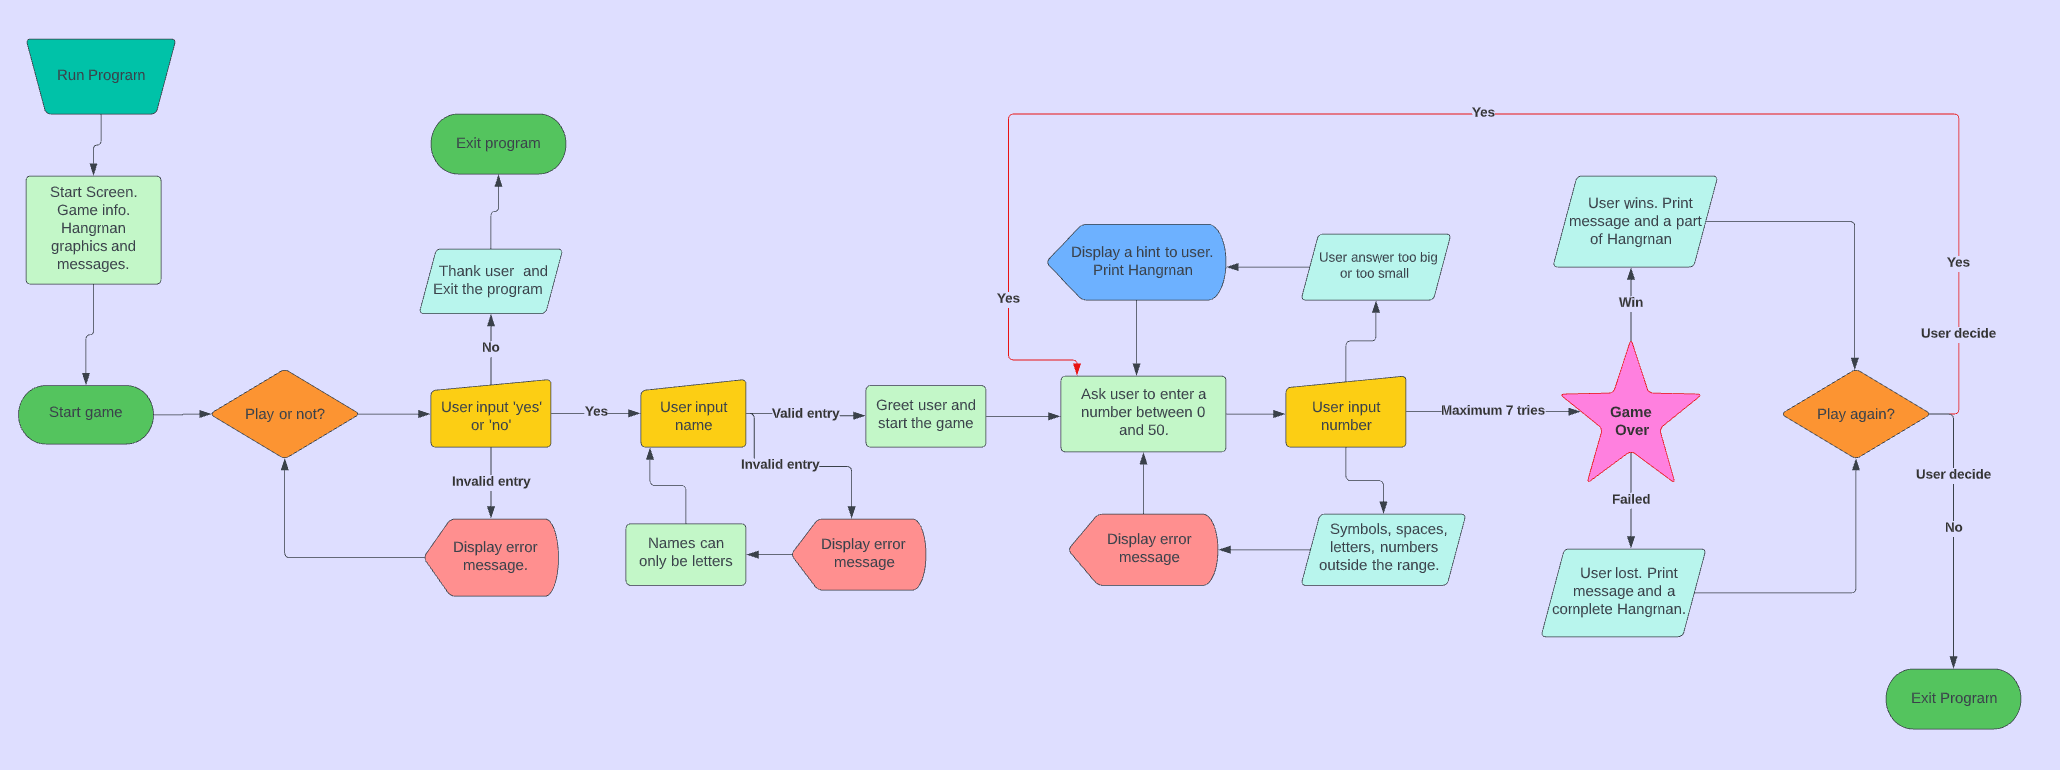 Run Program
Start Screen.
Game info.
Hangman
graphics and
messages.
Start game
Play or not?
Exit program
Thank user and
Exit the program
No
User input 'yes'
or 'no'
Invalid entry
Display error
message.
Yes
User input
name
Valid entry
Invalid entry
Display error
message
Names can
only be letters
Greet user and
start the game
Ask user to enter a
number between 0
and 50.
Display a hint to user.
Print Hangman
User answer too big
or too small
User input
number
Symbols, spaces,
letters, numbers
outside the range.
Display error
message
Maximum 7 tries
Game
Over
Win
User wins. Print
message and a part
of Hangman
Failed
User lost. Print
message and a
complete Hangman.
Play again?
User decide
Yes
Yes
Yes
User decide
No
Exit Program